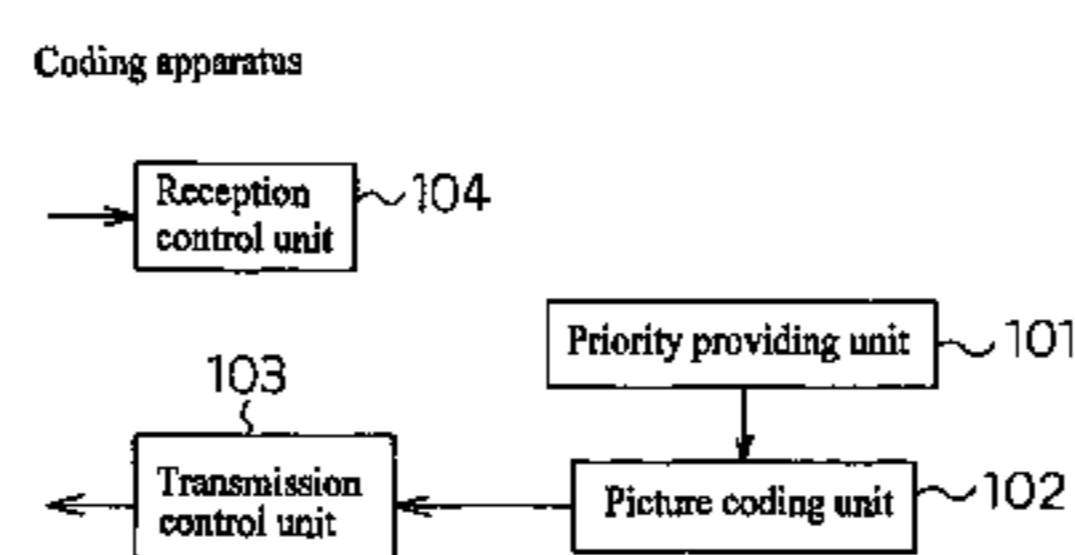 Coding apparatus
Reception
control unit
104
Priority providing unit
101
103
Transmission
control unit
Picture coding unit
102